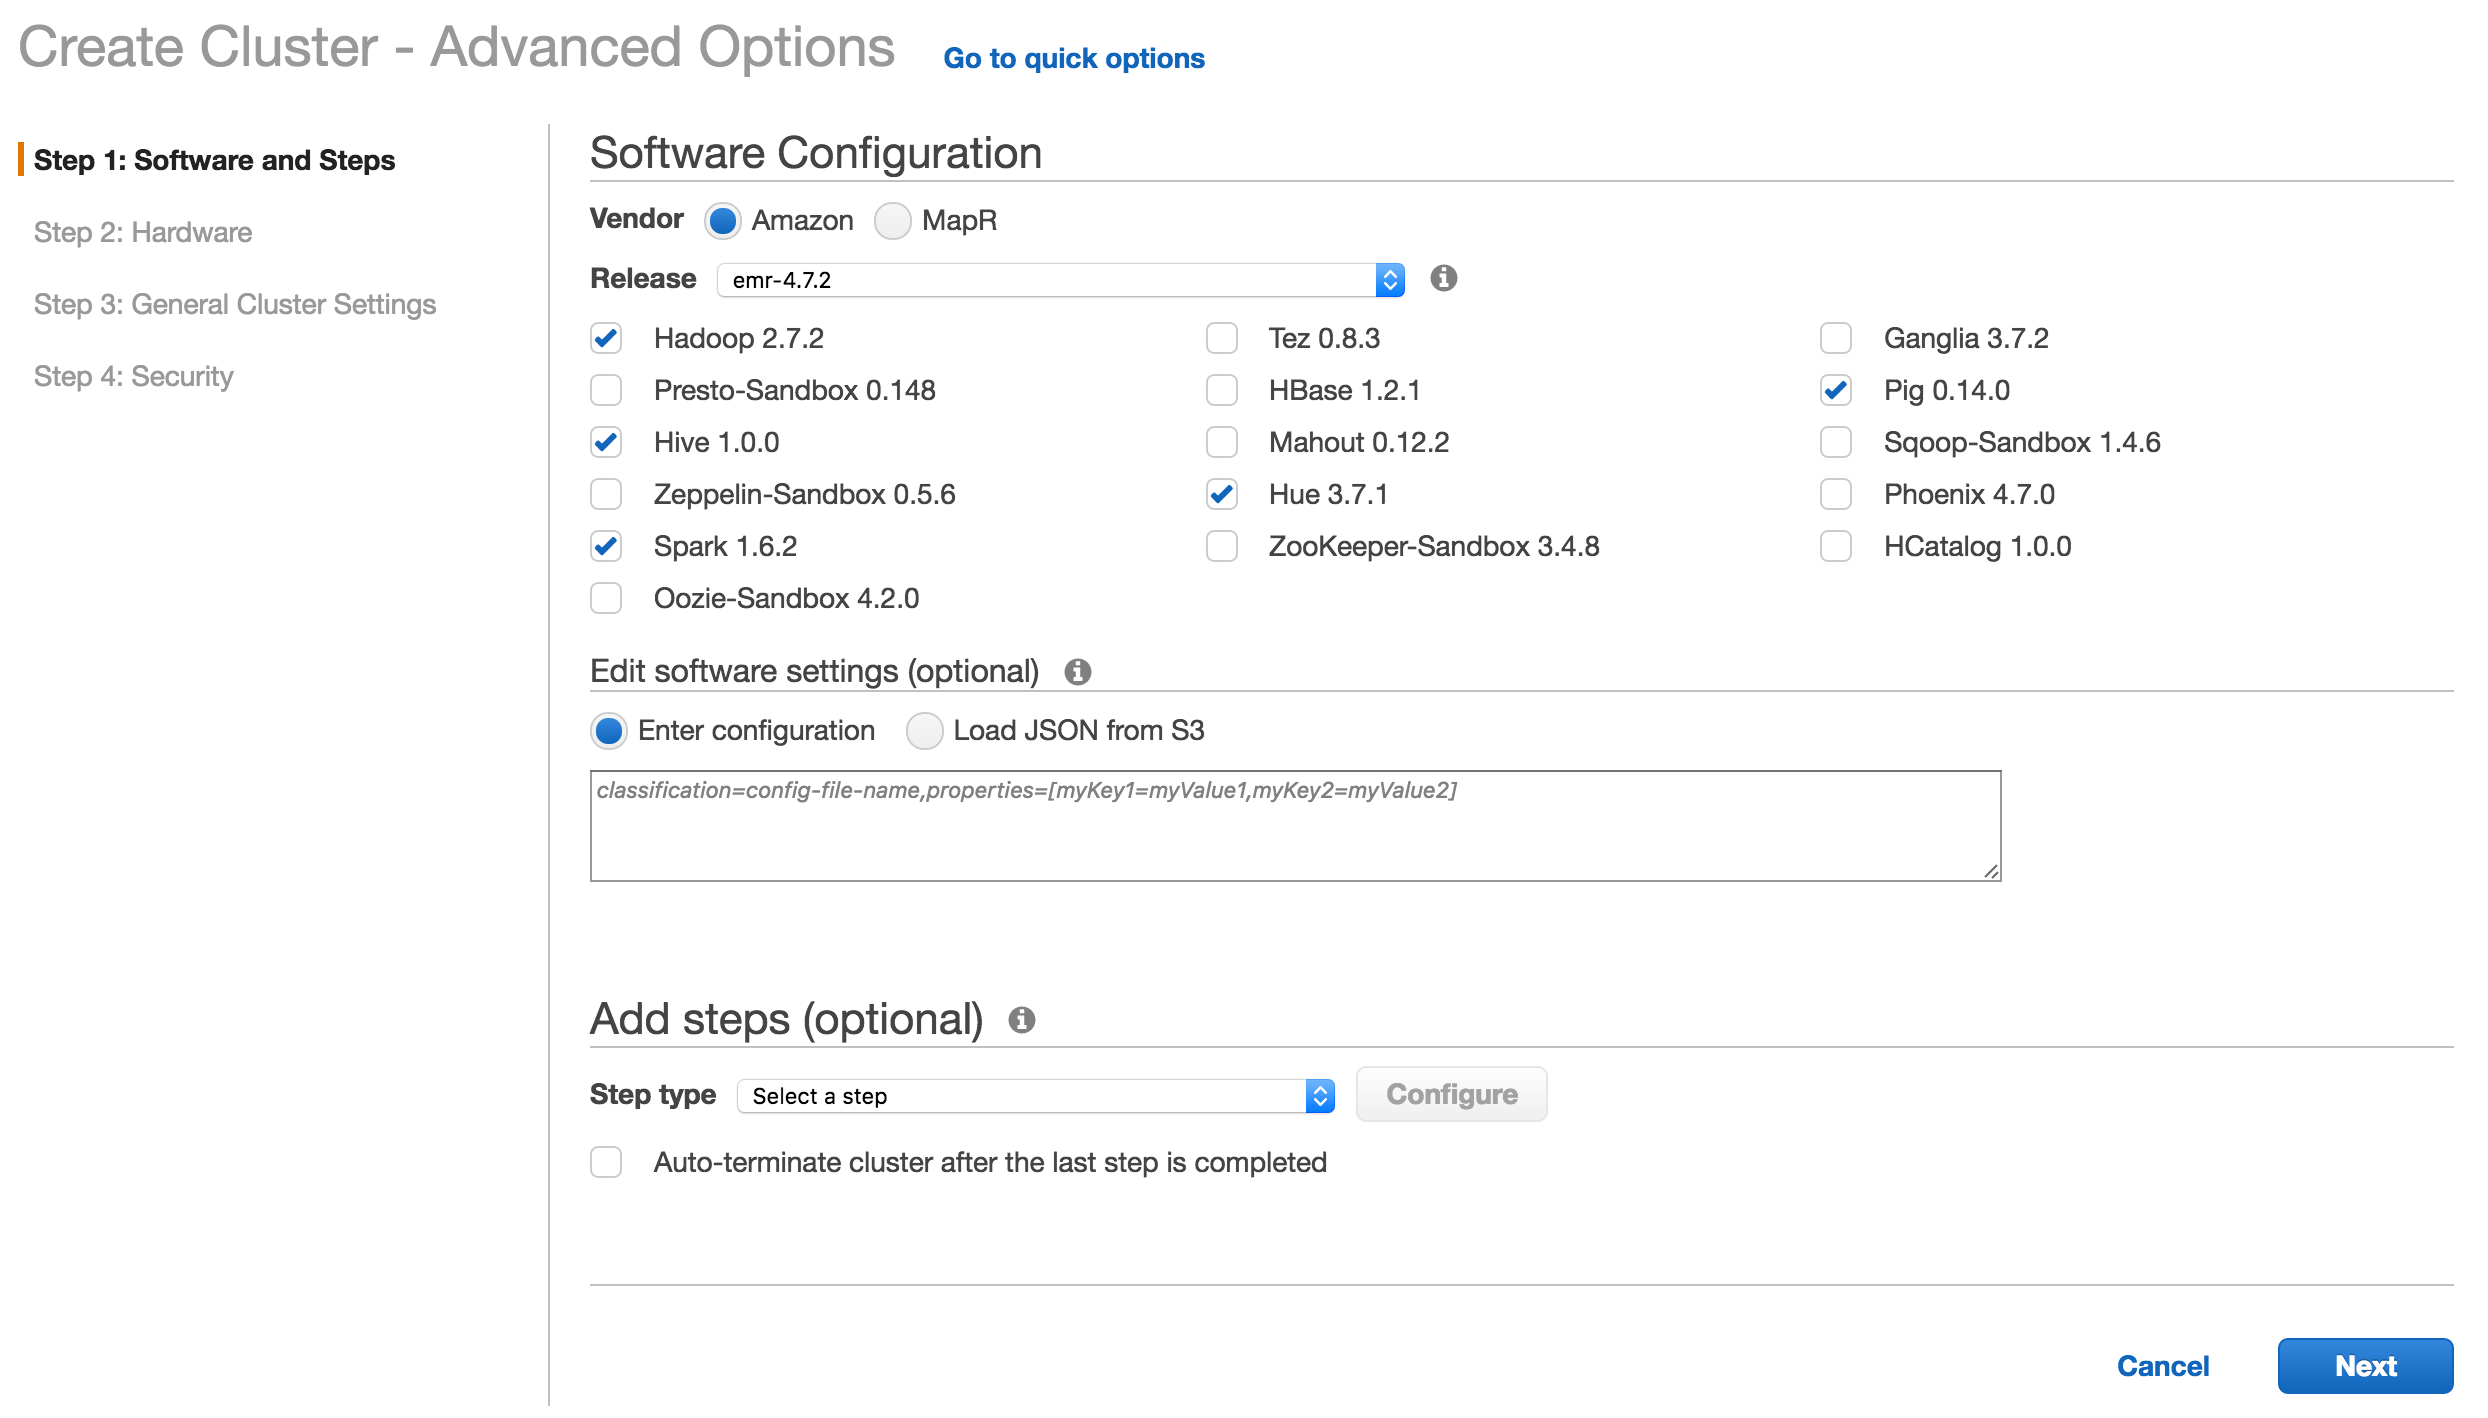 Create Cluster - Advanced Options Go to quick options
Step 1: Software and Steps
Step 2: Hardware
Step 3: General Cluster Settings
Step 4: Security
Software Configuration
Vendor Amazon MapR
Release emr-4.7.2
Hadoop 2.7.2 Tez 0.8.3 Ganglia 3.7.2
Presto-Sandbox 0.148 HBase 1.2.1 Pig 0.14.0
Hive 1.0.0 Mahout 0.12.2 Sqoop-Sandbox 1.4.6
Zeppelin-Sandbox 0.5.6 Hue 3.7.1 Phoenix 4.7.0
Spark 1.6.2 ZooKeeper-Sandbox 3.4.8 HCatalog 1.0.0
Oozie-Sandbox 4.2.0
Edit software settings (optional)
Enter configuration Load JSON from S3
classification=config-file-name,properties=[myKey1=myValue1,myKey2=myValue2]
Add steps (optional)
Step type Select a step Configure
Auto-terminate cluster after the last step is completed
Cancel Next